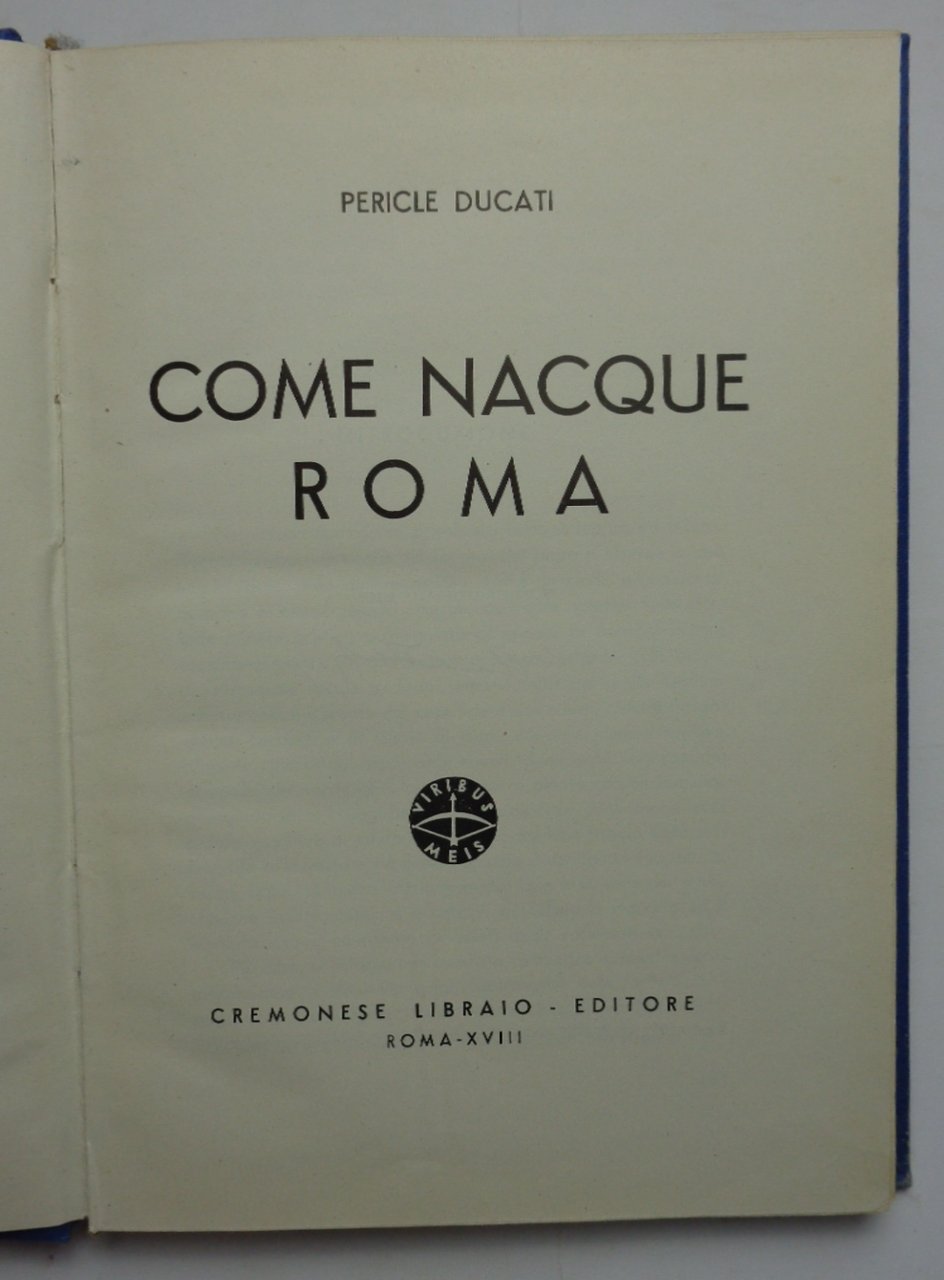 PERICLE DUCATI
COME NACQUE
ROMA
VIRIBUS
MEIS
CREMONESE LIBRAIO - EDITORE
ROMA-XVIII